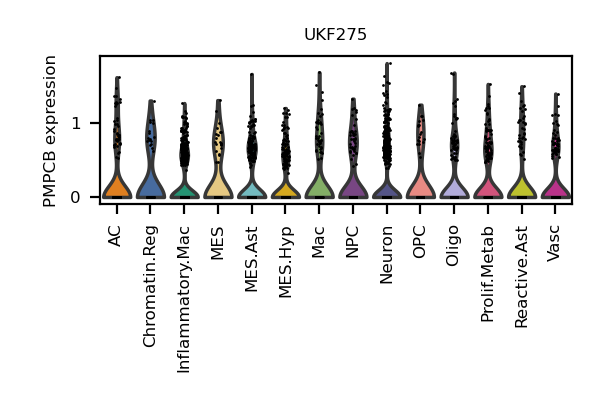 UKF275
PMPCB expression
1
0
AC
Chromatin.Reg
Inflammatory.Mac
MES
MES.Ast
MES.Hyp
Mac
NPC
Neuron
OPC
Oligo
Prolif.Metab
Reactive.Ast
Vasc